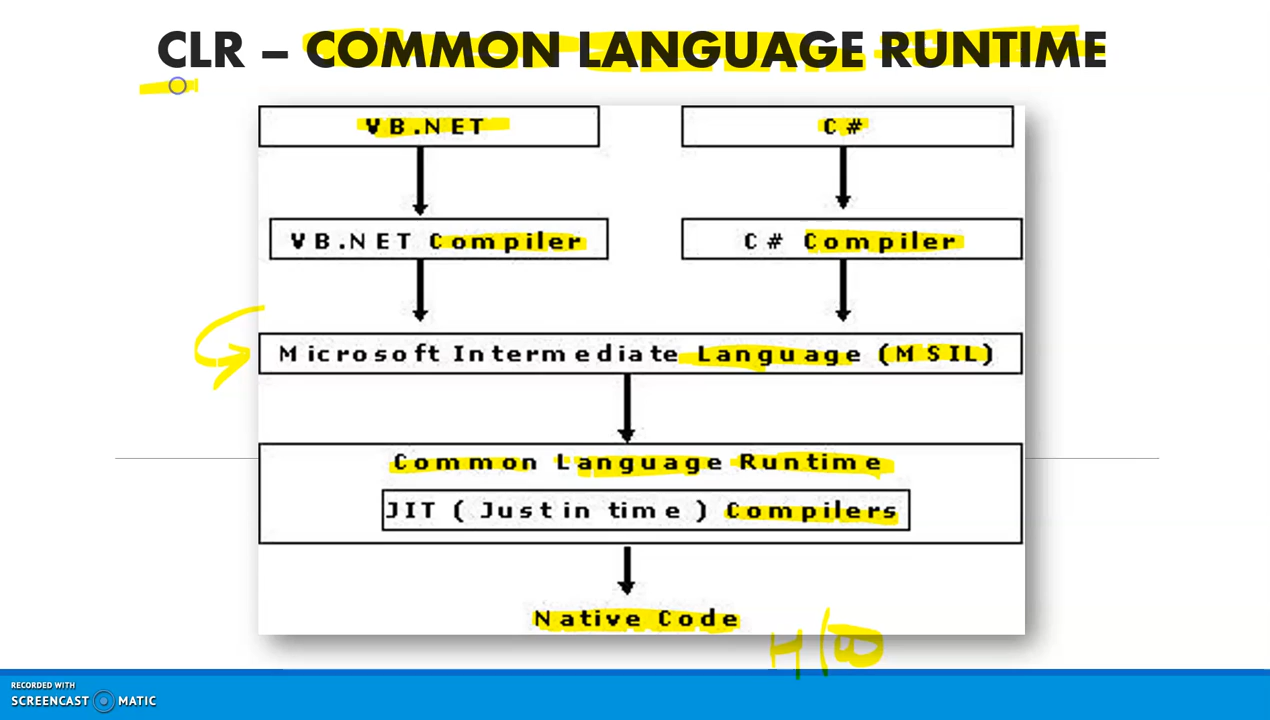 CLR – COMMON LANGUAGE RUNTIME
VB.NET
C#
VB.NET Compiler
C# Compiler
Microsoft Intermediate Language (MSIL)
Common Language Runtime
JIT ( Just in time ) Compilers
Native Code
RECORDED WITH
SCREENCAST MATIC